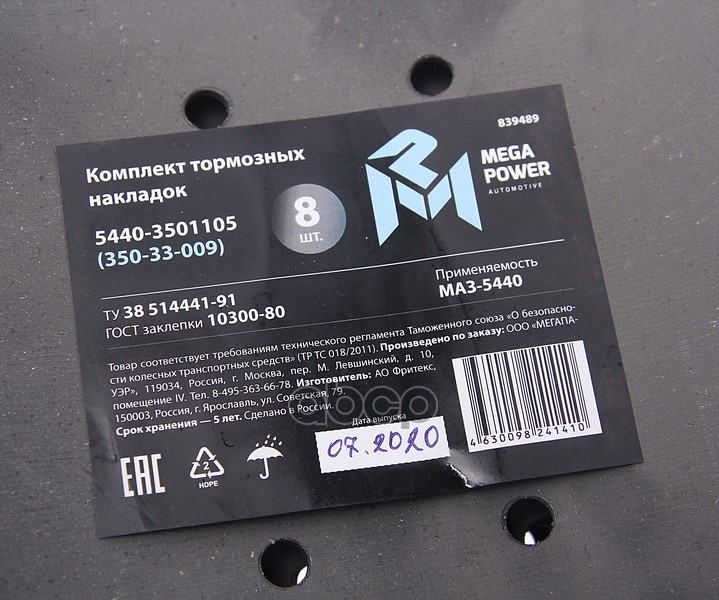 839489
Комплект тормозных
накладок
MEGA
POWER
AUTOMOTIVE
8
шт.
5440-3501105
(350-33-009)
ТУ 38 514441-91
ГОСТ заклепки 10300-80
Применяемость
МАЗ-5440
Товар соответствует требованиям технического регламента Таможенного союза «О безопасно-
сти колесных транспортных средств» (ТР ТС 018/2011). Произведено по заказу: ООО «МЕГАПА-
УЭР», 119034, Россия, г. Москва, пер. М. Левшинский, д. 10,
помещение IV. Тел. 8-495-363-66-78. Изготовитель: АО Фритекс,
150003, Россия, г. Ярославль, ул. Советская, 79.
Срок хранения — 5 лет. Сделано в России.
Дата выпуска
07.2020
4 630098 241410
EAC
2
HDPE
докр